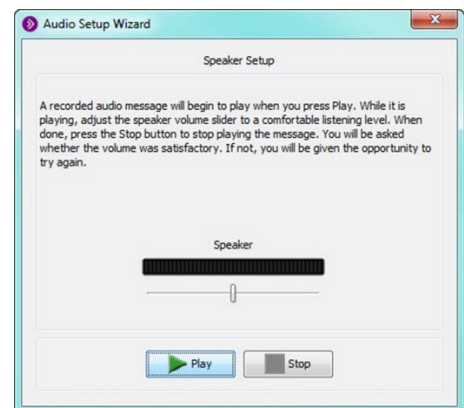 Audio Setup Wizard
Speaker Setup
A recorded audio message will begin to play when you press Play. While it is
playing, adjust the speaker volume slider to a comfortable listening level. When
done, press the Stop button to stop playing the message. You will be asked
whether the volume was satisfactory. If not, you will be given the opportunity to
try again.
Speaker
Play Stop